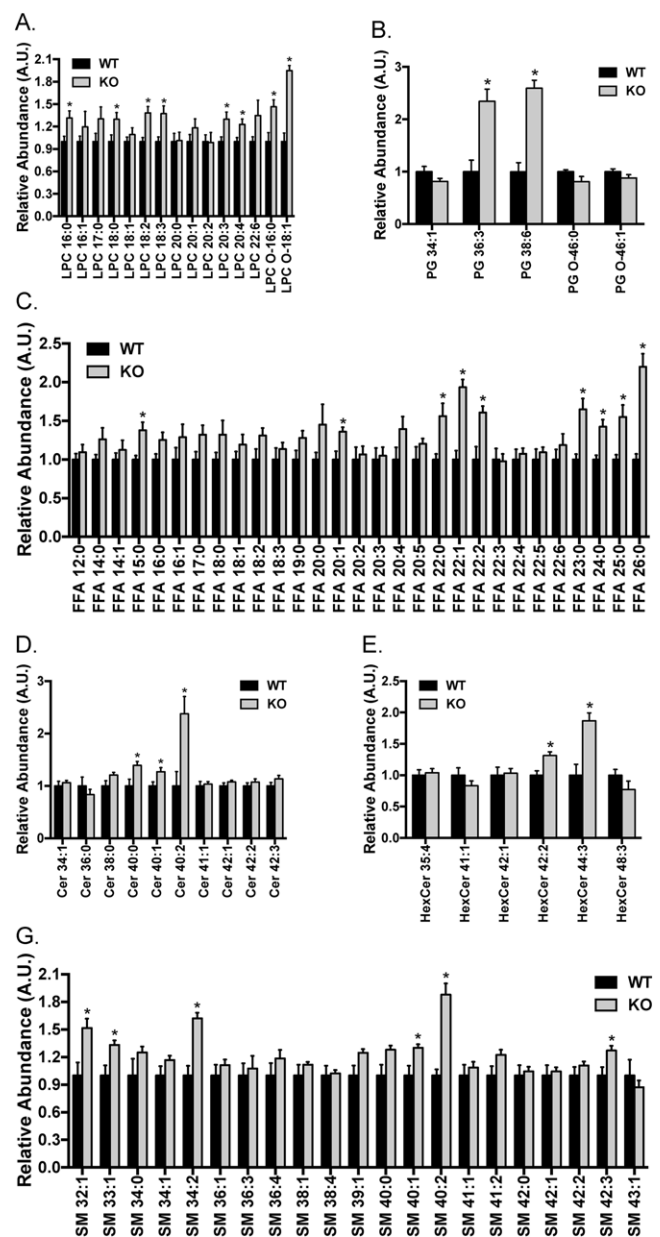 A.
Relative Abundance (A.U.)
2.1
1.8
1.5
1.2
0.9
0.6
0.3
0.0
WT
KO
* * * * * * * *
LPC 16:0
LPC 16:1
LPC 17:0
LPC 18:0
LPC 18:1
LPC 18:2
LPC 18:3
LPC 20:0
LPC 20:1
LPC 20:2
LPC 20:3
LPC 20:4
LPC 22:6
LPC O-16:0
LPC O-18:1
B.
Relative Abundance (A.U.)
3
2
1
0
WT
KO
* *
PG 34:1
PG 36:3
PG 38:6
PG O-46:0
PG O-46:1
C.
Relative Abundance (A.U.)
2.5
2.0
1.5
1.0
0.5
0.0
WT
KO
* * * * * * * * *
FFA 12:0
FFA 14:0
FFA 14:1
FFA 15:0
FFA 16:0
FFA 16:1
FFA 17:0
FFA 18:0
FFA 18:1
FFA 18:2
FFA 18:3
FFA 19:0
FFA 20:0
FFA 20:1
FFA 20:2
FFA 20:3
FFA 20:4
FFA 20:5
FFA 22:0
FFA 22:1
FFA 22:2
FFA 22:3
FFA 22:4
FFA 22:5
FFA 22:6
FFA 23:0
FFA 24:0
FFA 25:0
FFA 26:0
D.
Relative Abundance (A.U.)
3
2
1
0
WT
KO
* * *
Cer 34:1
Cer 36:0
Cer 38:0
Cer 40:0
Cer 40:1
Cer 40:2
Cer 41:1
Cer 42:1
Cer 42:2
Cer 42:3
E.
Relative Abundance (A.U.)
2.5
2.0
1.5
1.0
0.5
0.0
WT
KO
* *
HexCer 35:4
HexCer 41:1
HexCer 42:1
HexCer 42:2
HexCer 44:3
HexCer 48:3
G.
Relative Abundance (A.U.)
2.1
1.8
1.5
1.2
0.9
0.6
0.3
0.0
WT
KO
* * * * * *
SM 32:1
SM 33:1
SM 34:0
SM 34:1
SM 34:2
SM 36:1
SM 36:3
SM 36:4
SM 38:1
SM 38:4
SM 39:1
SM 40:0
SM 40:1
SM 40:2
SM 41:1
SM 41:2
SM 42:0
SM 42:1
SM 42:2
SM 42:3
SM 43:1